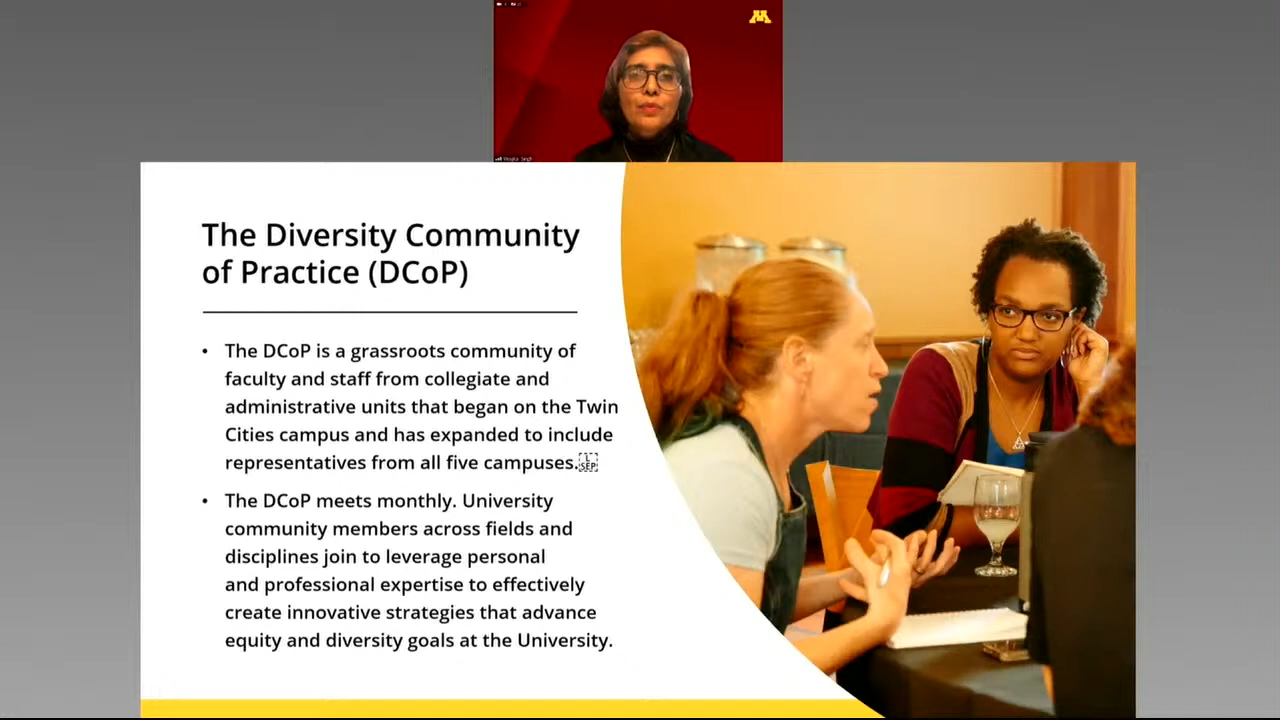 The Diversity Community
of Practice (DCoP)
• The DCoP is a grassroots community of
faculty and staff from collegiate and
administrative units that began on the Twin
Cities campus and has expanded to include
representatives from all five campuses.
• The DCoP meets monthly. University
community members across fields and
disciplines join to leverage personal
and professional expertise to effectively
create innovative strategies that advance
equity and diversity goals at the University.